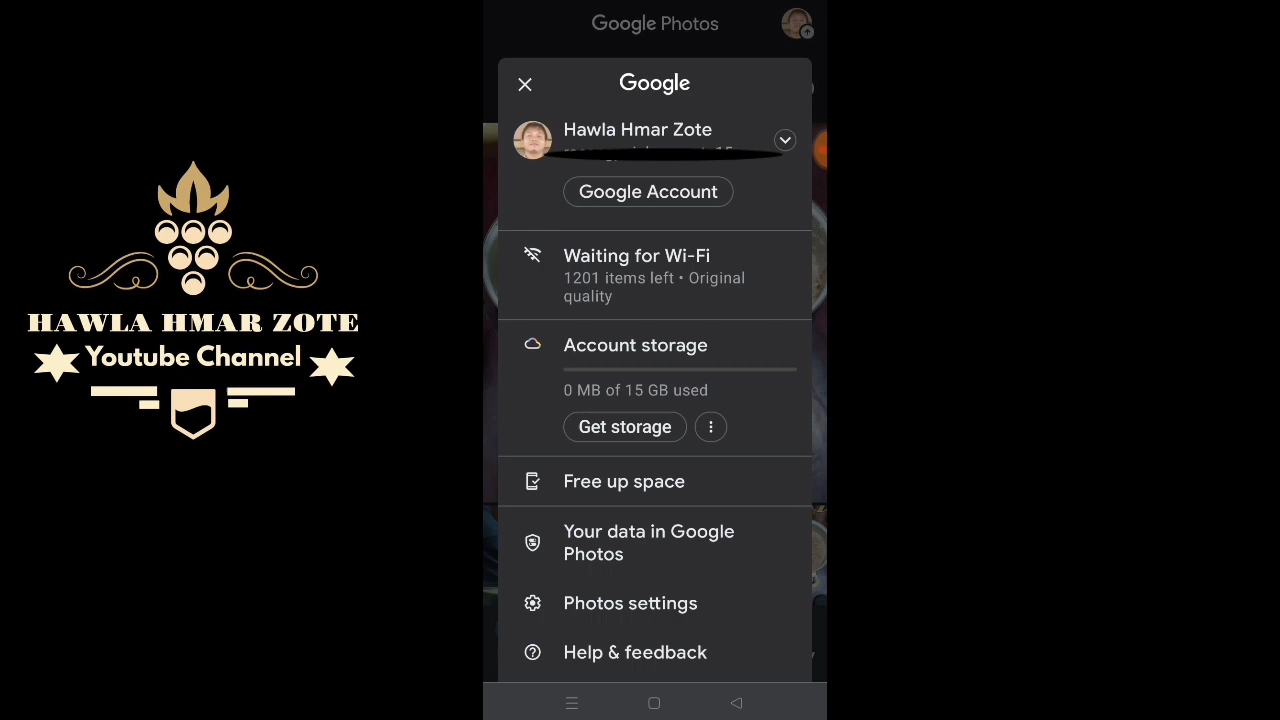 HAWLA HMAR ZOTE
Youtube Channel
Google Photos
Google
Hawla Hmar Zote
Google Account
Waiting for Wi-Fi
1201 items left • Original
quality
Account storage
0 MB of 15 GB used
Get storage
Free up space
Your data in Google
Photos
Photos settings
Help & feedback